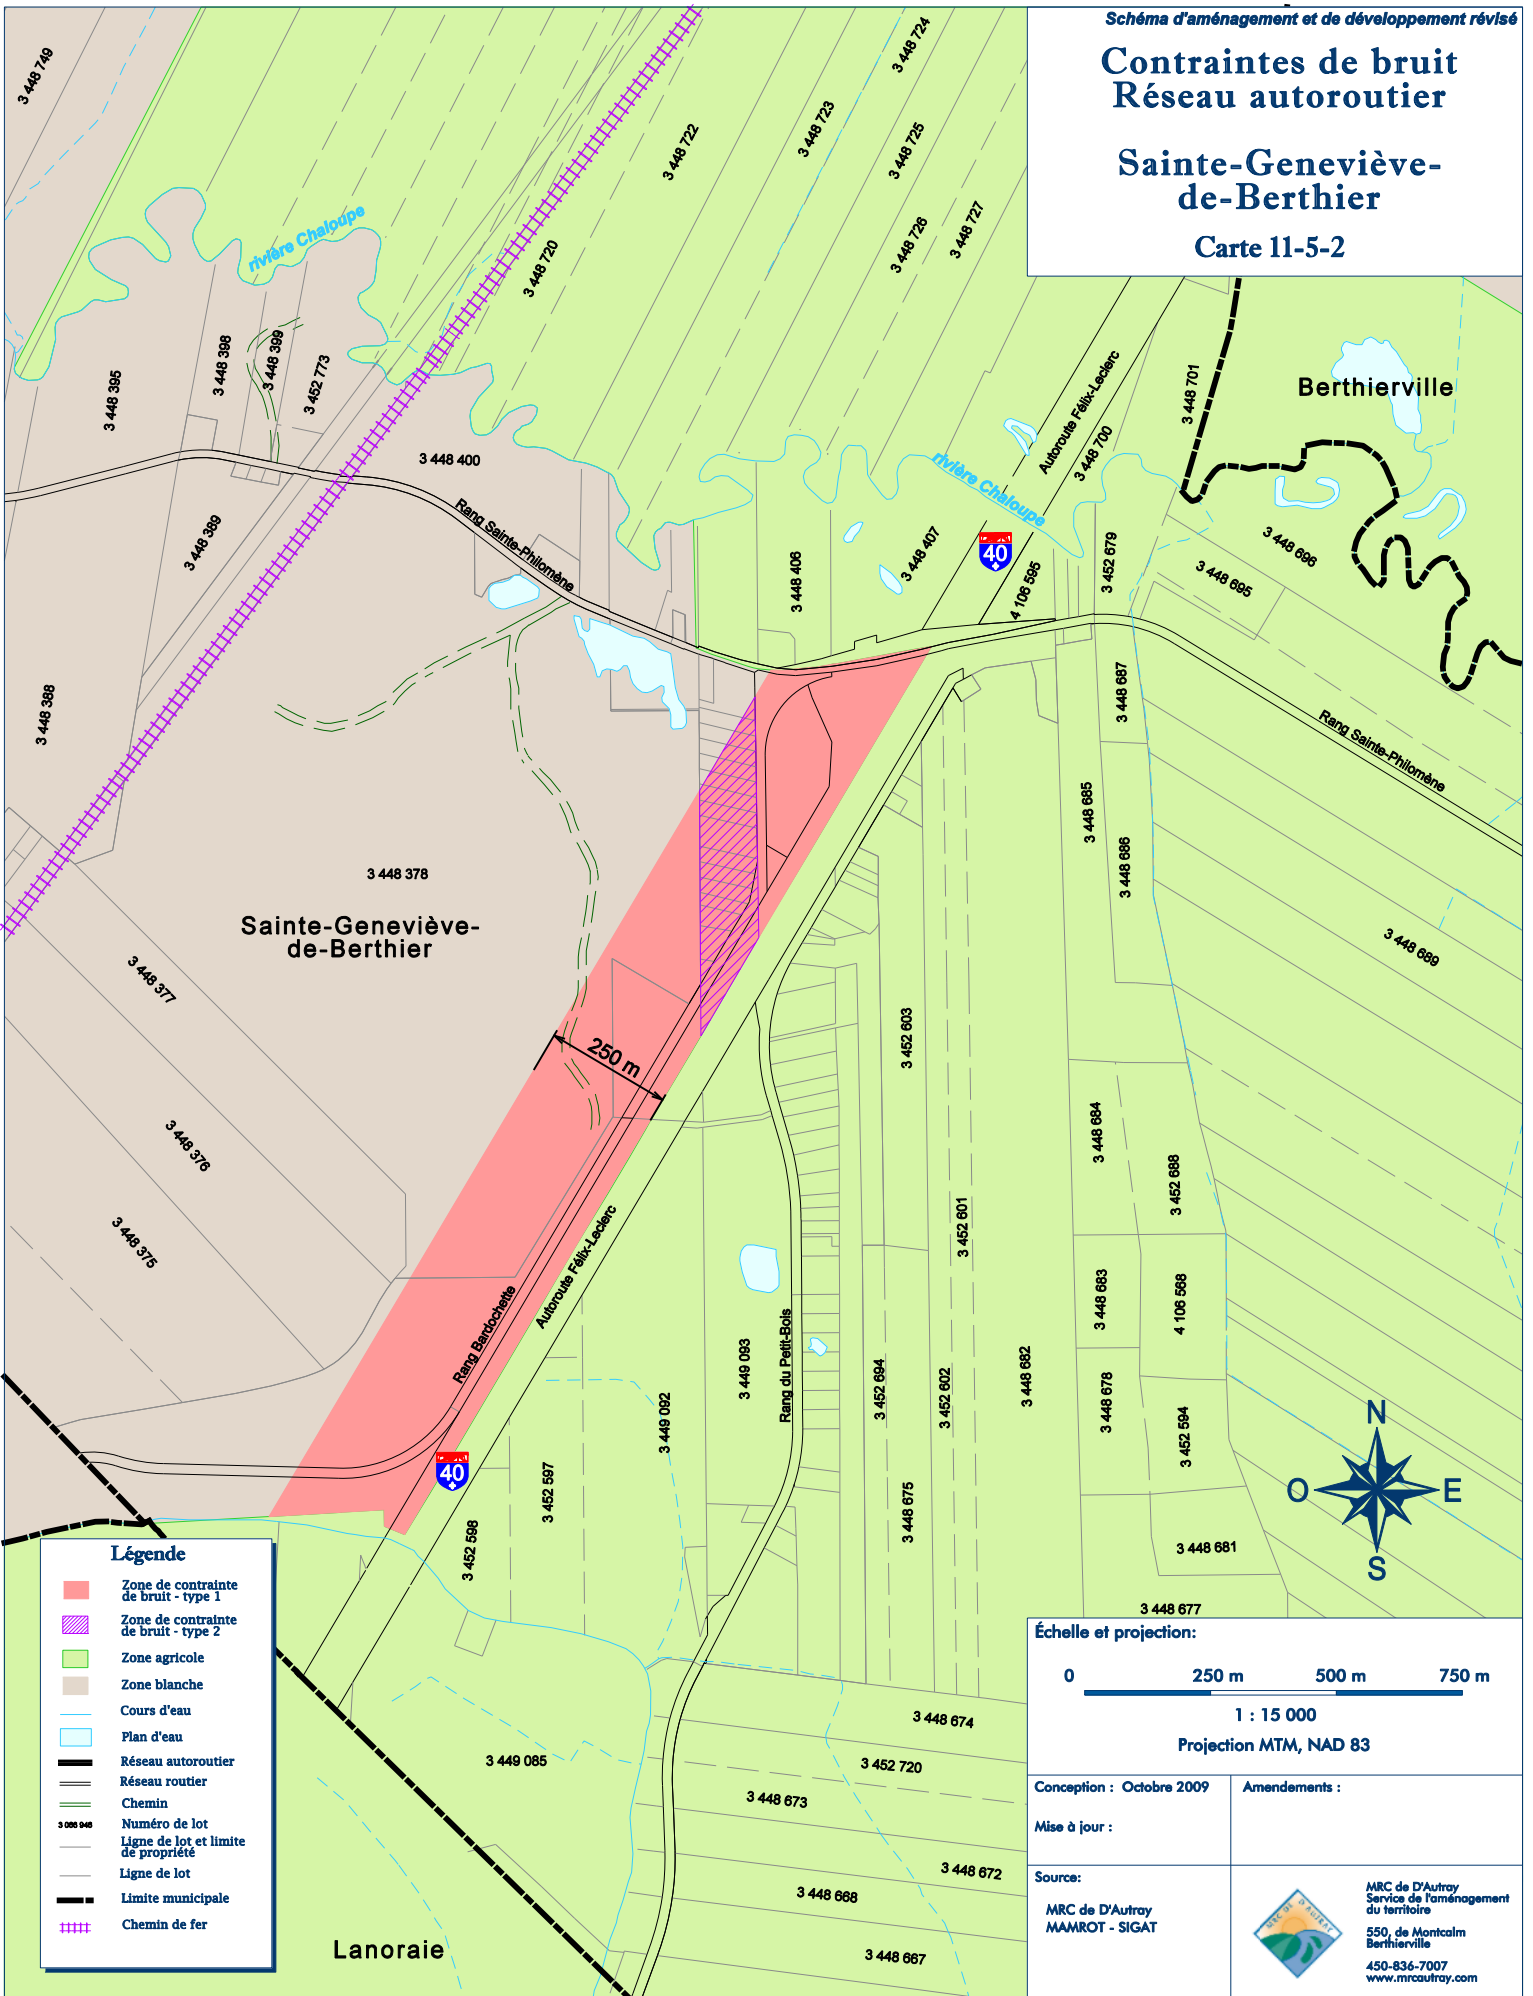 Schéma d'aménagement et de développement révisé
Contraintes de bruit
Réseau autoroutier
Sainte-Geneviève-
de-Berthier
Carte 11-5-2
3 448 749
3 448 724
3 448 723
3 448 722
3 448 725
3 448 726
3 448 727
3 448 720
rivière Chaloupe
3 448 398
3 448 399
3 452 773
3 448 395
3 448 400
3 448 389
3 448 388
Rang Sainte-Philomène
Autoroute Félix-Leclerc
3 448 700
3 448 701
Berthierville
rivière Chaloupe
3 448 406
3 448 407
40
4 106 595
3 452 679
3 448 696
3 448 695
3 448 687
Rang Sainte-Philomène
3 448 685
3 448 686
3 448 689
3 448 378
Sainte-Geneviève-
de-Berthier
3 448 377
3 448 376
3 448 375
250 m
3 452 603
3 448 684
3 452 688
3 452 601
3 448 683
4 106 568
Autoroute Félix-Leclerc
Rang Bardochette
Rang du Petit-Bois
3 449 093
3 449 092
3 452 694
3 452 602
3 448 682
3 448 678
3 452 594
40
3 452 597
3 452 598
3 448 675
3 448 681
3 448 677
N
O
E
S
3 448 674
3 452 720
3 449 085
3 448 673
3 448 672
3 448 668
3 448 667
Lanoraie
Légende
Zone de contrainte
de bruit - type 1
Zone de contrainte
de bruit - type 2
Zone agricole
Zone blanche
Cours d'eau
Plan d'eau
Réseau autoroutier
Réseau routier
Chemin
3 086 946
Numéro de lot
Ligne de lot et limite
de propriété
Ligne de lot
Limite municipale
Chemin de fer
Échelle et projection:
0 250 m 500 m 750 m
1 : 15 000
Projection MTM, NAD 83
Conception : Octobre 2009
Mise à jour :
Amendements :
Source:
MRC de D'Autray
MAMROT - SIGAT
MRC DE D'AUTRAY
MRC de D'Autray
Service de l'aménagement
du territoire
550, de Montcalm
Berthierville
450-836-7007
www.mrcautray.com